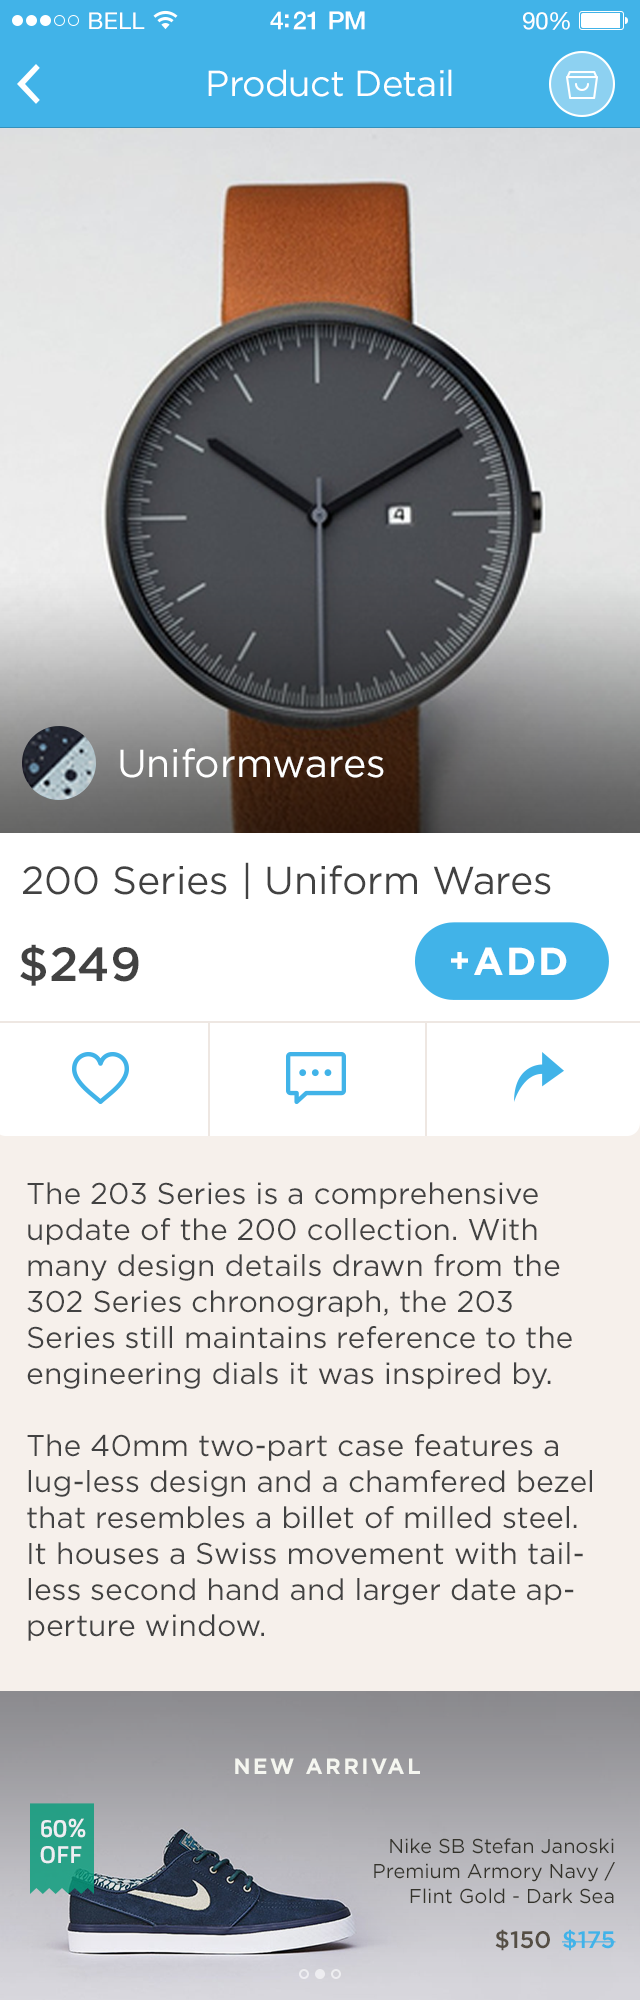 BELL 4:21 PM 90%
Product Detail
4
Uniformwares
200 Series | Uniform Wares
$249
+ADD
The 203 Series is a comprehensive
update of the 200 collection. With
many design details drawn from the
302 Series chronograph, the 203
Series still maintains reference to the
engineering dials it was inspired by.
The 40mm two-part case features a
lug-less design and a chamfered bezel
that resembles a billet of milled steel.
It houses a Swiss movement with tail-
less second hand and larger date ap-
perture window.
NEW ARRIVAL
60%
OFF
Nike SB Stefan Janoski
Premium Armory Navy /
Flint Gold - Dark Sea
$150 $175